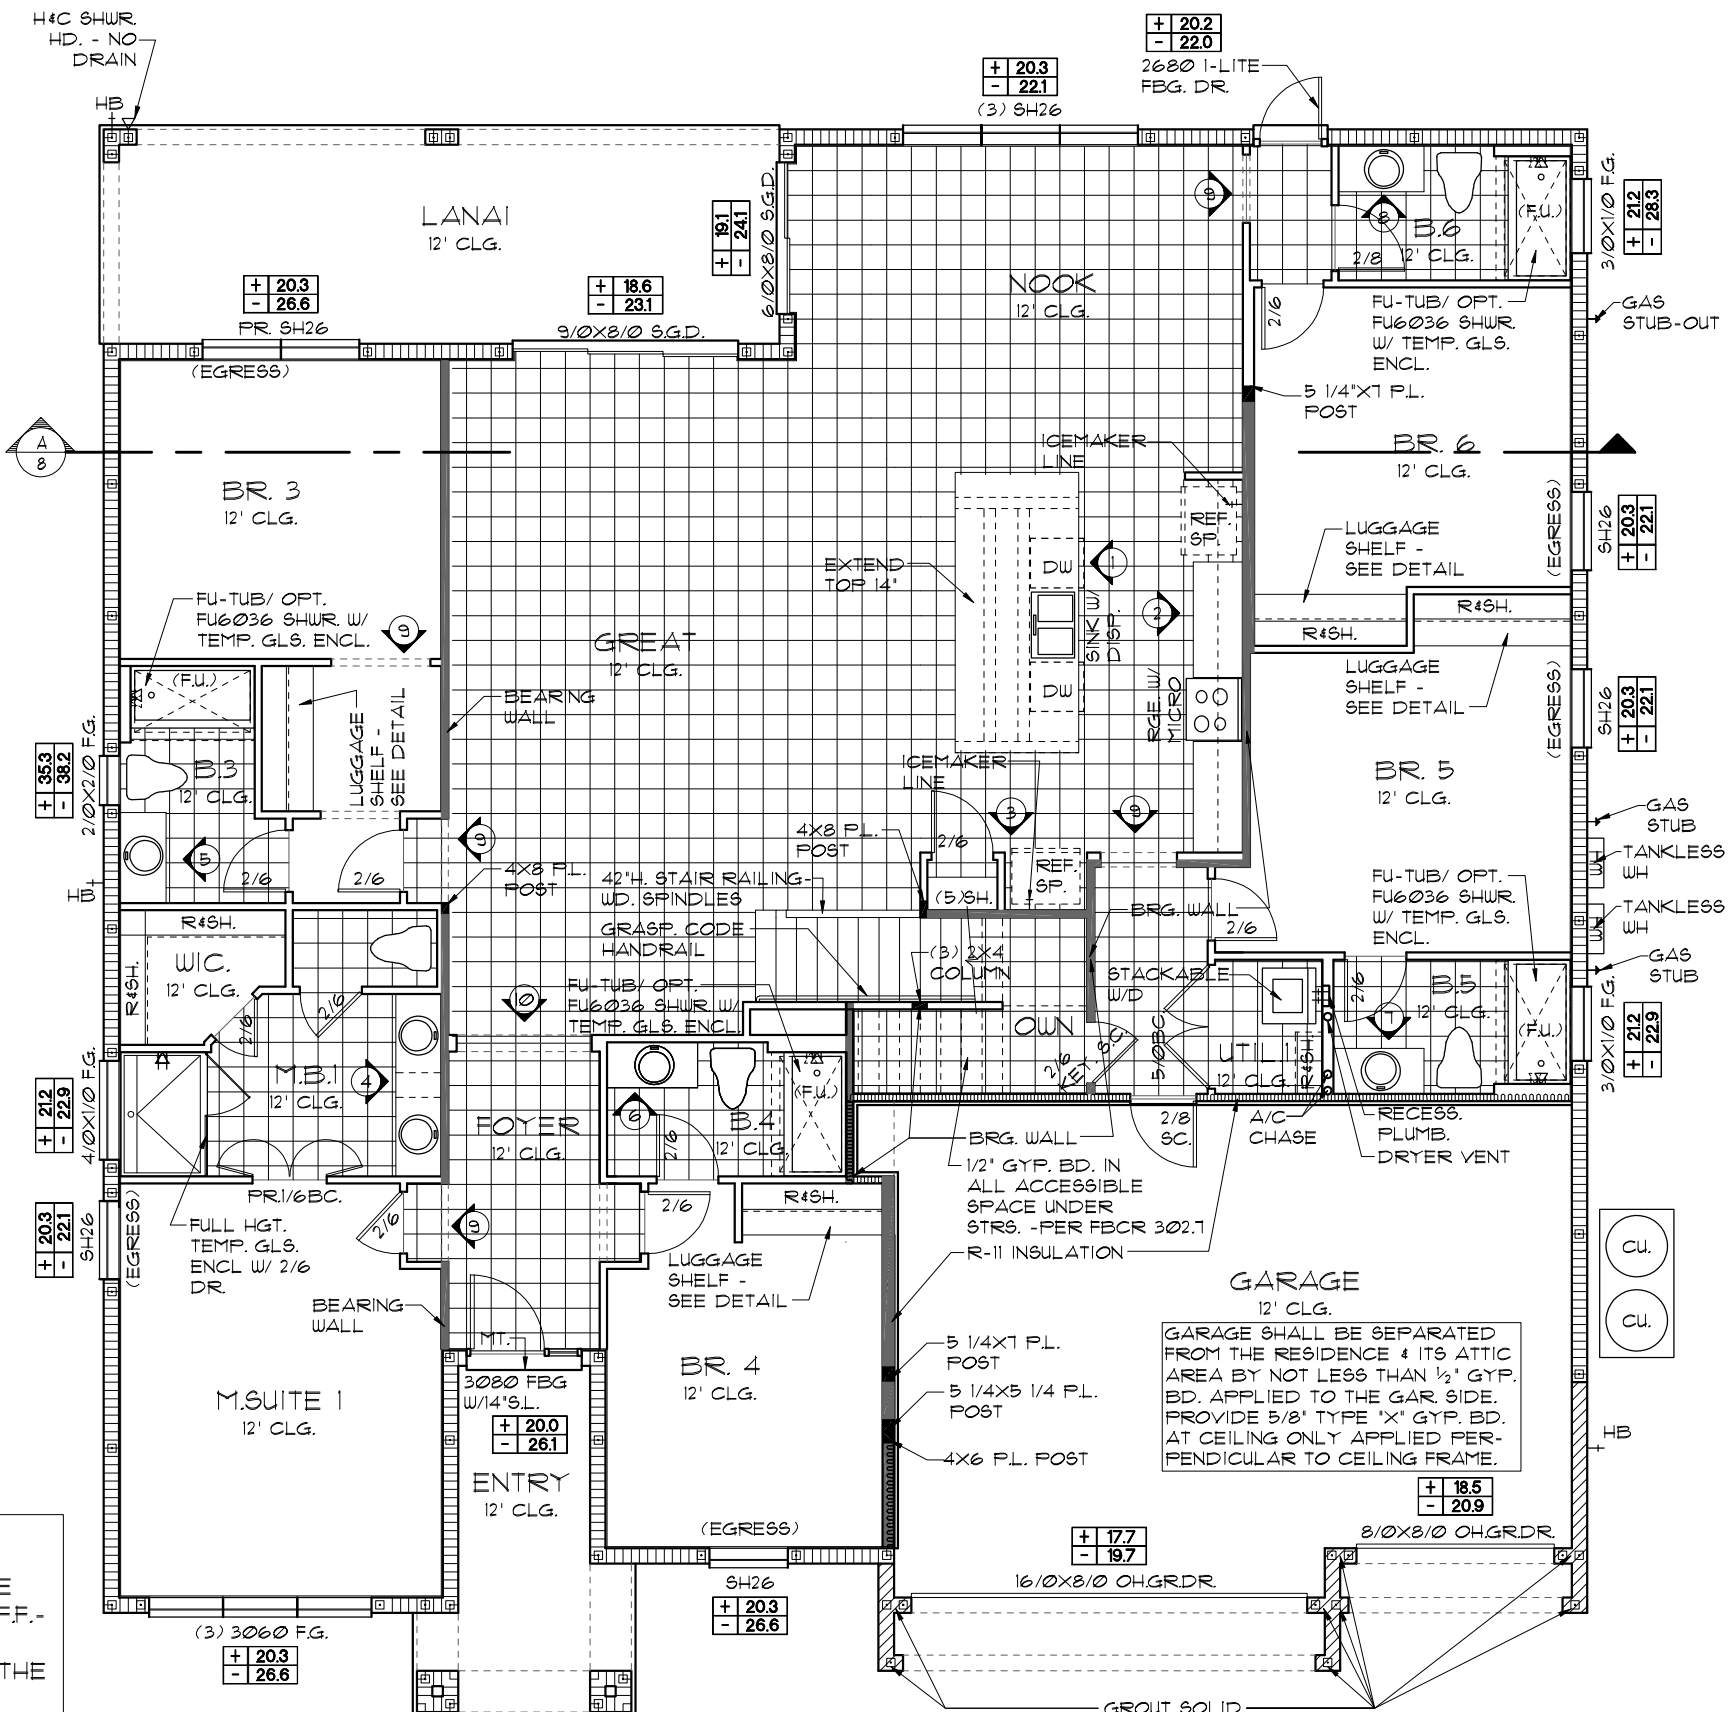 H&C SHWR.
HD. - NO
DRAIN
HB
+ 20.2
- 22.0
2680 1-LITE
FBG. DR.
+ 20.3
- 22.1
(3) SH26
LANAI
12' CLG.
+ 19.1
- 24.1
6/0X8/0 S.G.D.
+ 20.3
- 26.6
PR. SH26
(EGRESS)
+ 18.6
- 23.1
9/0X8/0 S.G.D.
NOOK
12' CLG.
9
8
B.6
12' CLG.
2/8
(F.U.)
3/0X1/0 F.G.
+ 21.2
- 28.3
2/6
FU-TUB/ OPT.
FU6036 SHWR.
W/ TEMP. GLS.
ENCL.
GAS
STUB-OUT
5 1/4"X7 P.L.
POST
A
8
BR. 3
12' CLG.
BR. 6
12' CLG.
ICEMAKER
LINE
REF.
SP.
LUGGAGE
SHELF -
SEE DETAIL
(EGRESS)
SH26
+ 20.3
- 22.1
EXTEND
TOP 14"
DW
1
SINK W/
DISP.
2
DW
RGE. W/
MICRO
R&SH.
R&SH.
FU-TUB/ OPT.
FU6036 SHWR. W/
TEMP. GLS. ENCL.
9
GREAT
12' CLG.
LUGGAGE
SHELF -
SEE DETAIL
(EGRESS)
SH26
+ 20.3
- 22.1
(F.U.)
BEARING
WALL
LUGGAGE
SHELF -
SEE DETAIL
+ 35.3
- 38.2
2/0X2/0 F.G.
B.3
12' CLG.
5
2/6
2/6
9
ICEMAKER
LINE
3
9
BR. 5
12' CLG.
GAS
STUB
TANKLESS
WH
WH
TANKLESS
WH
WH
GAS
STUB
4X8 P.L.
POST
2/6
REF.
SP.
(5)SH.
4X8 P.L.
POST
42"H. STAIR RAILING-
WD. SPINDLES
GRASP. CODE
HANDRAIL
BRG. WALL
2/6
FU-TUB/ OPT.
FU6036 SHWR.
W/ TEMP. GLS.
ENCL.
HB
R&SH.
R&SH.
W.I.C.
12' CLG.
2/6
2/6
(3) 2X4
COLUMN
STACKABLE
W/D
FU-TUB/ OPT.
FU6036 SHWR. W/
TEMP. GLS. ENCL.
10
OWN
2/6
KEY. S.C.
5/0BC
UTIL.1
12' CLG.
R&SH.
2/6
B.5
12' CLG.
7
(F.U.)
3/0X1/0 F.G.
+ 21.2
- 22.9
+ 21.2
- 22.9
4/0X1/0 F.G.
M.B.1
12' CLG.
4
FOYER
12' CLG.
6
B.4
12' CLG.
(F.U.)
2/6
2/8
SC.
A/C
CHASE
RECESS.
PLUMB.
DRYER VENT
BRG. WALL
1/2" GYP. BD. IN
ALL ACCESSIBLE
SPACE UNDER
STRS. -PER FBCR 302.7
R-11 INSULATION
PR.1/6BC.
2/6
9
2/6
R&SH.
+ 20.3
- 22.1
SH26
(EGRESS)
FULL HGT.
TEMP. GLS.
ENCL W/ 2/6
DR.
LUGGAGE
SHELF -
SEE DETAIL
BEARING
WALL
MT.
GARAGE
12' CLG.
CU.
CU.
GARAGE SHALL BE SEPARATED
FROM THE RESIDENCE & ITS ATTIC
AREA BY NOT LESS THAN ½" GYP.
BD. APPLIED TO THE GAR. SIDE.
PROVIDE 5/8" TYPE "X" GYP. BD.
AT CEILING ONLY APPLIED PER-
PENDICULAR TO CEILING FRAME.
5 1/4X7 P.L.
POST
5 1/4X5 1/4 P.L.
POST
4X6 P.L. POST
HB
M.SUITE 1
12' CLG.
3080 FBG
W/14"S.L.
+ 20.0
- 26.1
BR. 4
12' CLG.
ENTRY
12' CLG.
(EGRESS)
+ 18.5
- 20.9
8/0X8/0 OH.GR.DR.
+ 17.7
- 19.7
16/0X8/0 OH.GR.DR.
SH26
+ 20.3
- 26.6
(3) 3060 F.G.
+ 20.3
- 26.6
E
F.F.-
THE
GROUT SOLID